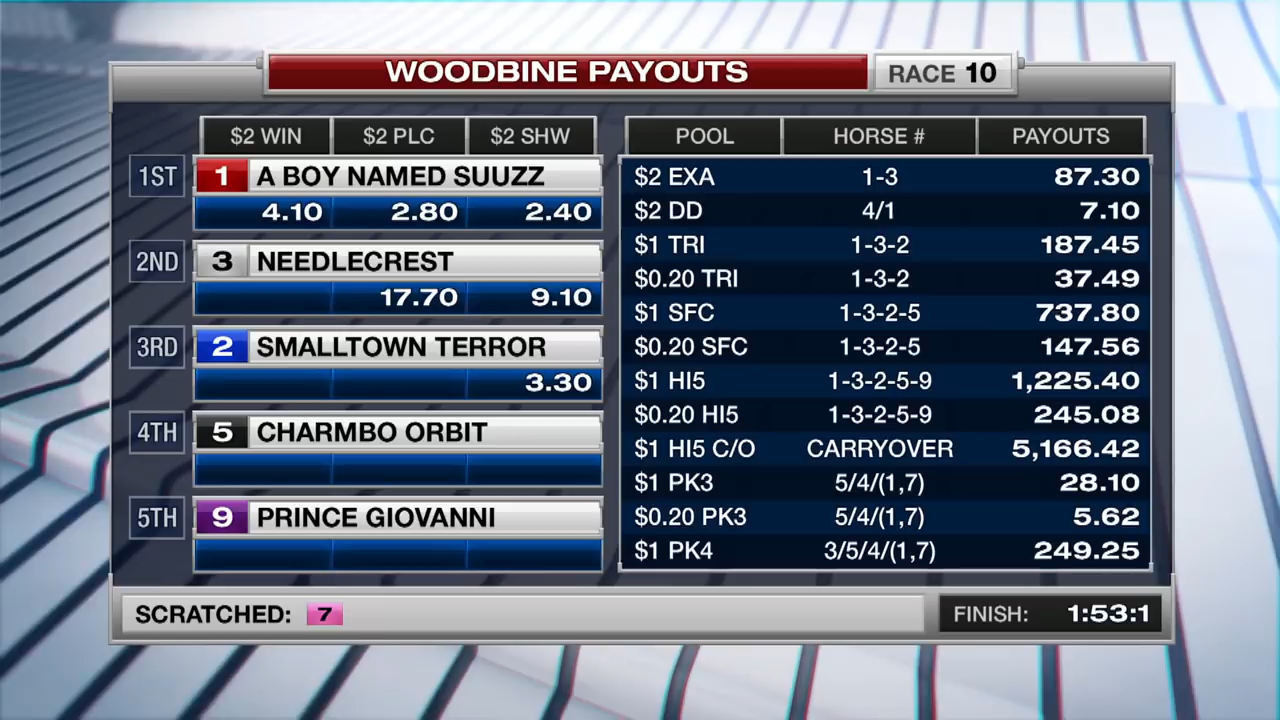 WOODBINE PAYOUTS RACE 10
$2 WIN $2 PLC $2 SHW
1ST 1 A BOY NAMED SUUZZ
4.10 2.80 2.40
2ND 3 NEEDLECREST
17.70 9.10
3RD 2 SMALLTOWN TERROR
3.30
4TH 5 CHARMBO ORBIT
5TH 9 PRINCE GIOVANNI
POOL HORSE # PAYOUTS
$2 EXA 1-3 87.30
$2 DD 4/1 7.10
$1 TRI 1-3-2 187.45
$0.20 TRI 1-3-2 37.49
$1 SFC 1-3-2-5 737.80
$0.20 SFC 1-3-2-5 147.56
$1 HI5 1-3-2-5-9 1,225.40
$0.20 HI5 1-3-2-5-9 245.08
$1 HI5 C/O CARRYOVER 5,166.42
$1 PK3 5/4/(1,7) 28.10
$0.20 PK3 5/4/(1,7) 5.62
$1 PK4 3/5/4/(1,7) 249.25
SCRATCHED: 7
FINISH: 1:53:1